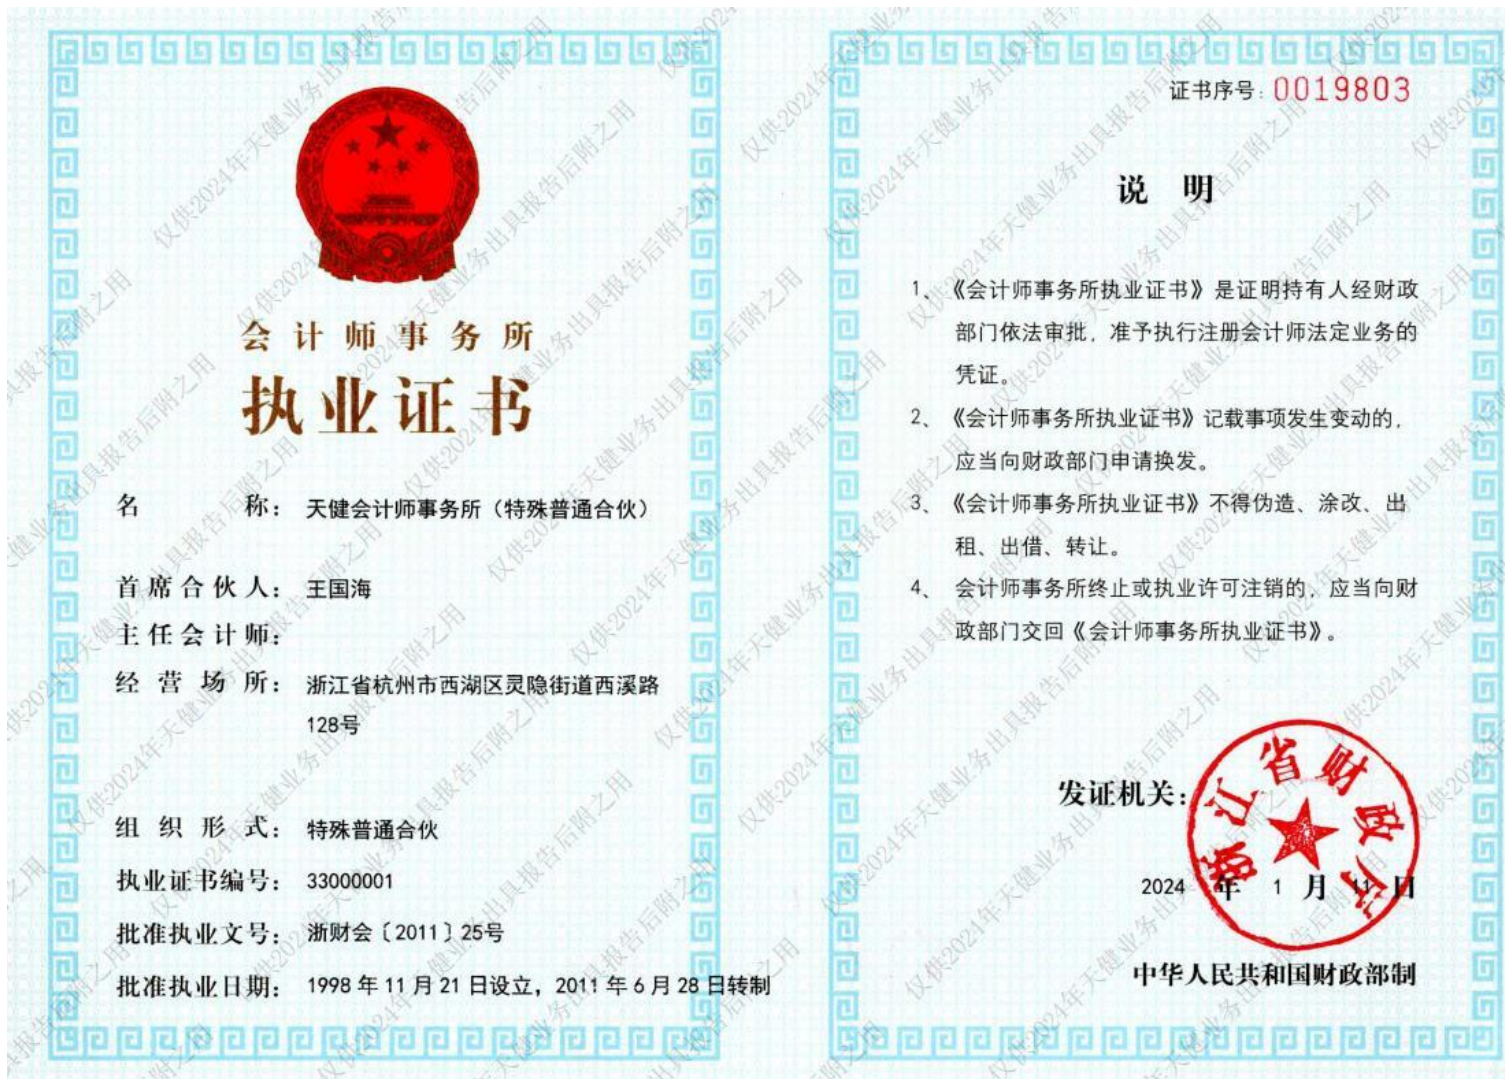 会计师事务所
执业证书
名称：天健会计师事务所（特殊普通合伙）
首席合伙人：王国海
主任会计师：
经营场所：浙江省杭州市西湖区灵隐街道西溪路
128号
组织形式：特殊普通合伙
执业证书编号：33000001
批准执业文号：浙财会〔2011〕25号
批准执业日期：1998年11月21日设立，2011年6月28日转制
证书序号：0019803
说明
1、《会计师事务所执业证书》是证明持有人经财政
部门依法审批，准予执行注册会计师法定业务的
凭证。
2、《会计师事务所执业证书》记载事项发生变动的，
应当向财政部门申请换发。
3、《会计师事务所执业证书》不得伪造、涂改、出
租、出借、转让。
4、会计师事务所终止或执业许可注销的，应当向财
政部门交回《会计师事务所执业证书》。
发证机关：
浙江省财政厅
2024年1月11日
中华人民共和国财政部制
仅供2024年天健业务出具报告后附之用